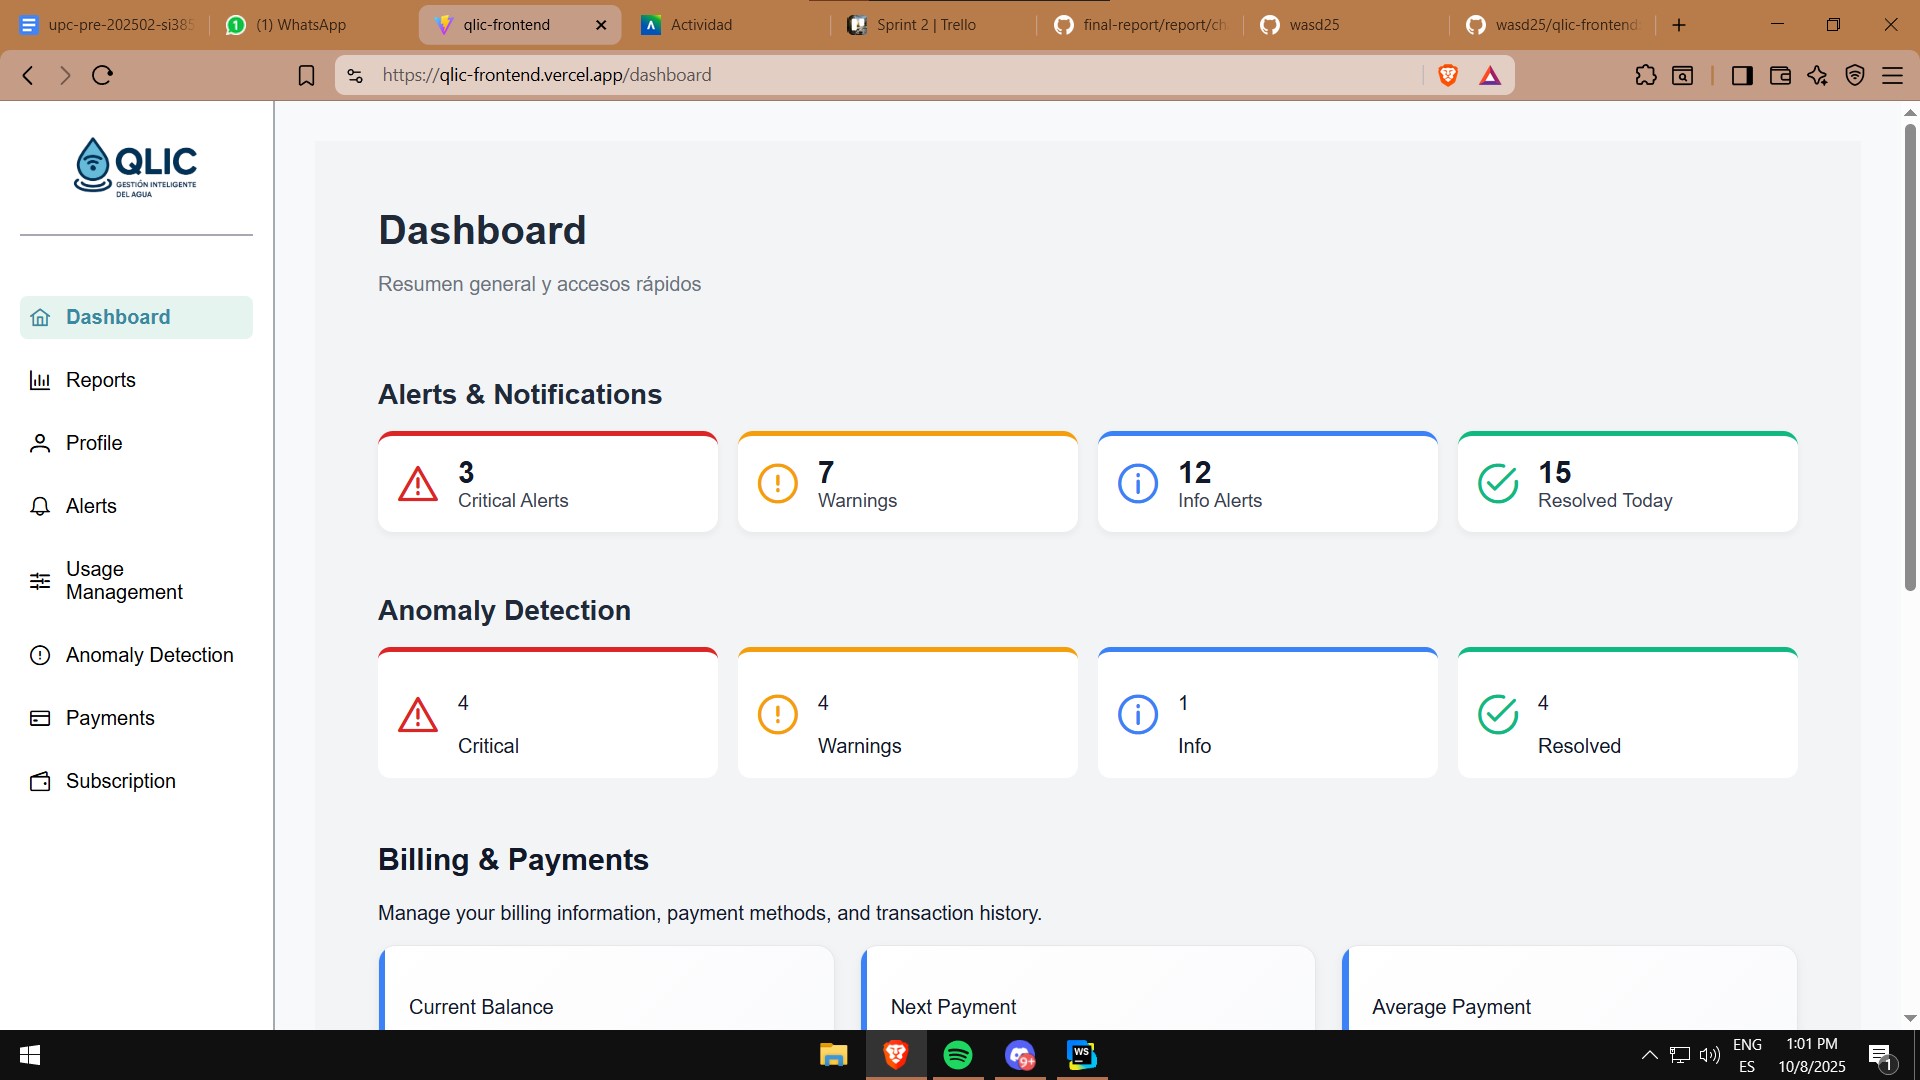 upc-pre-202502-si385
(1) WhatsApp
qlic-frontend
Actividad
Sprint 2 | Trello
final-report/report/ch
wasd25
wasd25/qlic-frontend
https://qlic-frontend.vercel.app/dashboard
QLIC
GESTIÓN INTELIGENTE
DEL AGUA
Dashboard
Reports
Profile
Alerts
Usage
Management
Anomaly Detection
Payments
Subscription
Dashboard
Resumen general y accesos rápidos
Alerts & Notifications
3
Critical Alerts
7
Warnings
12
Info Alerts
15
Resolved Today
Anomaly Detection
4
Critical
4
Warnings
1
Info
4
Resolved
Billing & Payments
Manage your billing information, payment methods, and transaction history.
Current Balance
Next Payment
Average Payment
9+
WS
ENG
ES
1:01 PM
10/8/2025
1